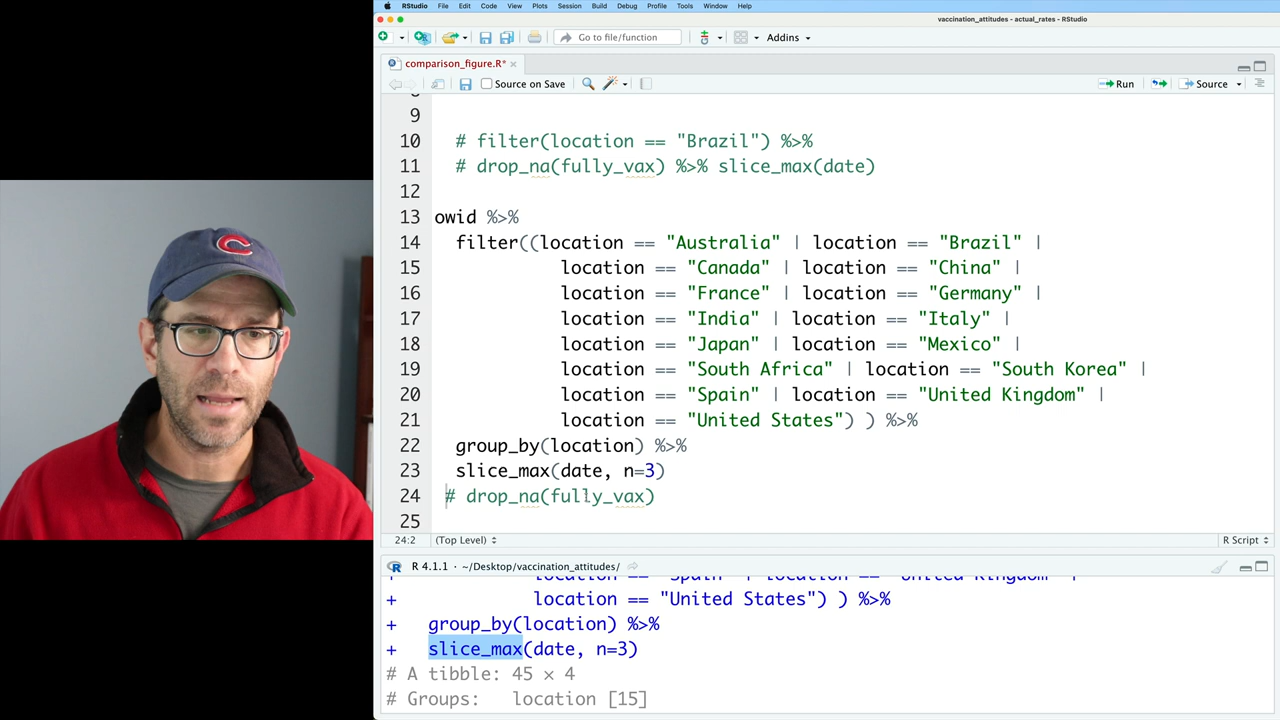 RStudio File Edit Code View Plots Session Build Debug Profile Tools Window Help
vaccination_attitudes - actual_rates - RStudio
Go to file/function Addins
comparison_figure.R*
Source on Save Run Source
9
10 # filter(location == "Brazil") %>%
11 # drop_na(fully_vax) %>% slice_max(date)
12
13 owid %>%
14 filter((location == "Australia" | location == "Brazil" |
15 location == "Canada" | location == "China" |
16 location == "France" | location == "Germany" |
17 location == "India" | location == "Italy" |
18 location == "Japan" | location == "Mexico" |
19 location == "South Africa" | location == "South Korea" |
20 location == "Spain" | location == "United Kingdom" |
21 location == "United States") ) %>%
22 group_by(location) %>%
23 slice_max(date, n=3)
24 # drop_na(fully_vax)
25
24:2 (Top Level) R Script
R 4.1.1 · ~/Desktop/vaccination_attitudes/
+ location == "Spain" | location == "United Kingdom" |
+ location == "United States") ) %>%
+ group_by(location) %>%
+ slice_max(date, n=3)
# A tibble: 45 × 4
# Groups: location [15]
C